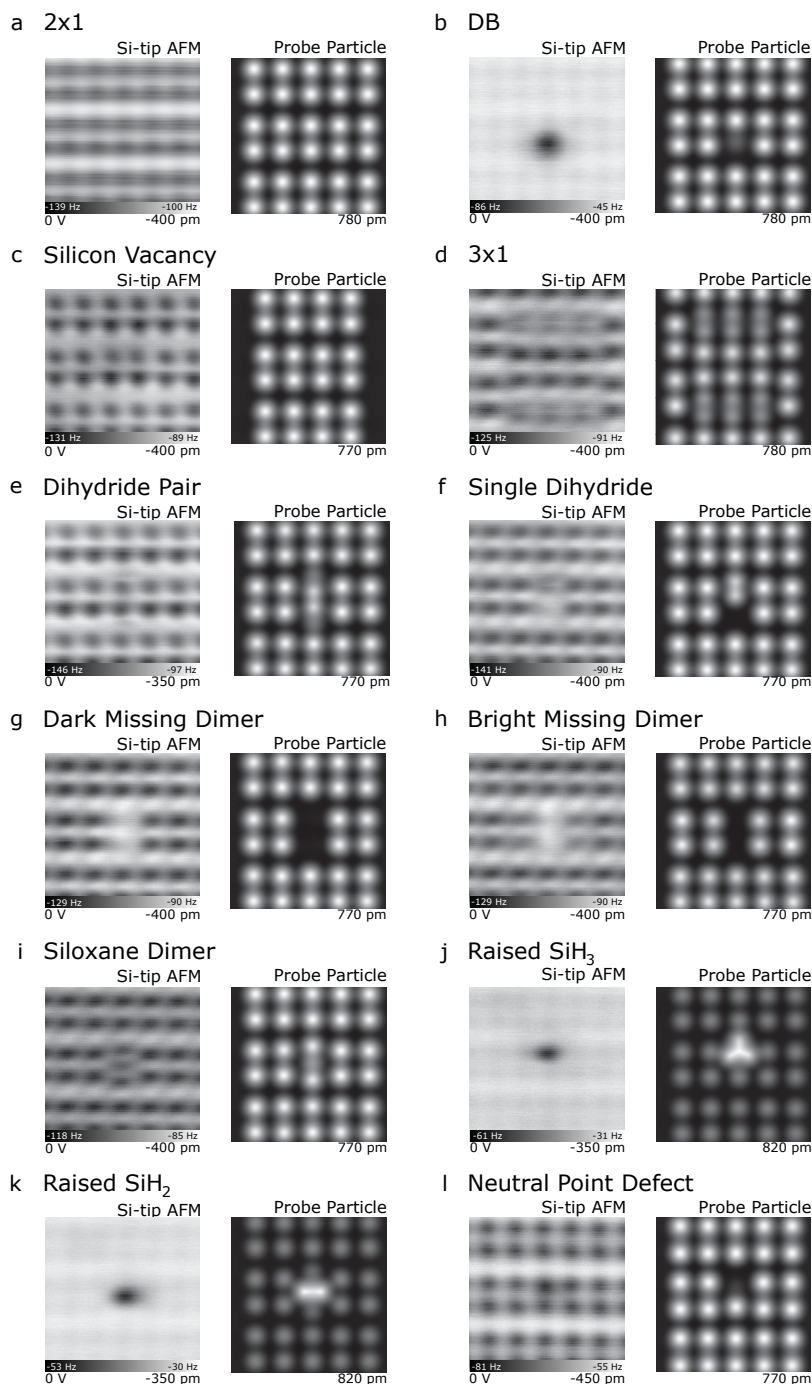 a 2x1
b DB
Si-tip AFM Probe Particle
Si-tip AFM Probe Particle
-139 Hz -100 Hz
-86 Hz -45 Hz
0 V -400 pm 780 pm
0 V -400 pm 780 pm
c Silicon Vacancy
d 3x1
Si-tip AFM Probe Particle
Si-tip AFM Probe Particle
-131 Hz -89 Hz
-125 Hz -91 Hz
0 V -400 pm 770 pm
0 V -400 pm 780 pm
e Dihydride Pair
f Single Dihydride
Si-tip AFM Probe Particle
Si-tip AFM Probe Particle
-146 Hz -97 Hz
-141 Hz -90 Hz
0 V -350 pm 770 pm
0 V -400 pm 770 pm
g Dark Missing Dimer
h Bright Missing Dimer
Si-tip AFM Probe Particle
Si-tip AFM Probe Particle
-129 Hz -90 Hz
-129 Hz -90 Hz
0 V -400 pm 770 pm
0 V -400 pm 770 pm
i Siloxane Dimer
j Raised SiH₃
Si-tip AFM Probe Particle
Si-tip AFM Probe Particle
-118 Hz -85 Hz
-61 Hz -31 Hz
0 V -400 pm 770 pm
0 V -350 pm 820 pm
k Raised SiH₂
l Neutral Point Defect
Si-tip AFM Probe Particle
Si-tip AFM Probe Particle
-53 Hz -30 Hz
-81 Hz -55 Hz
0 V -350 pm 820 pm
0 V -450 pm 770 pm